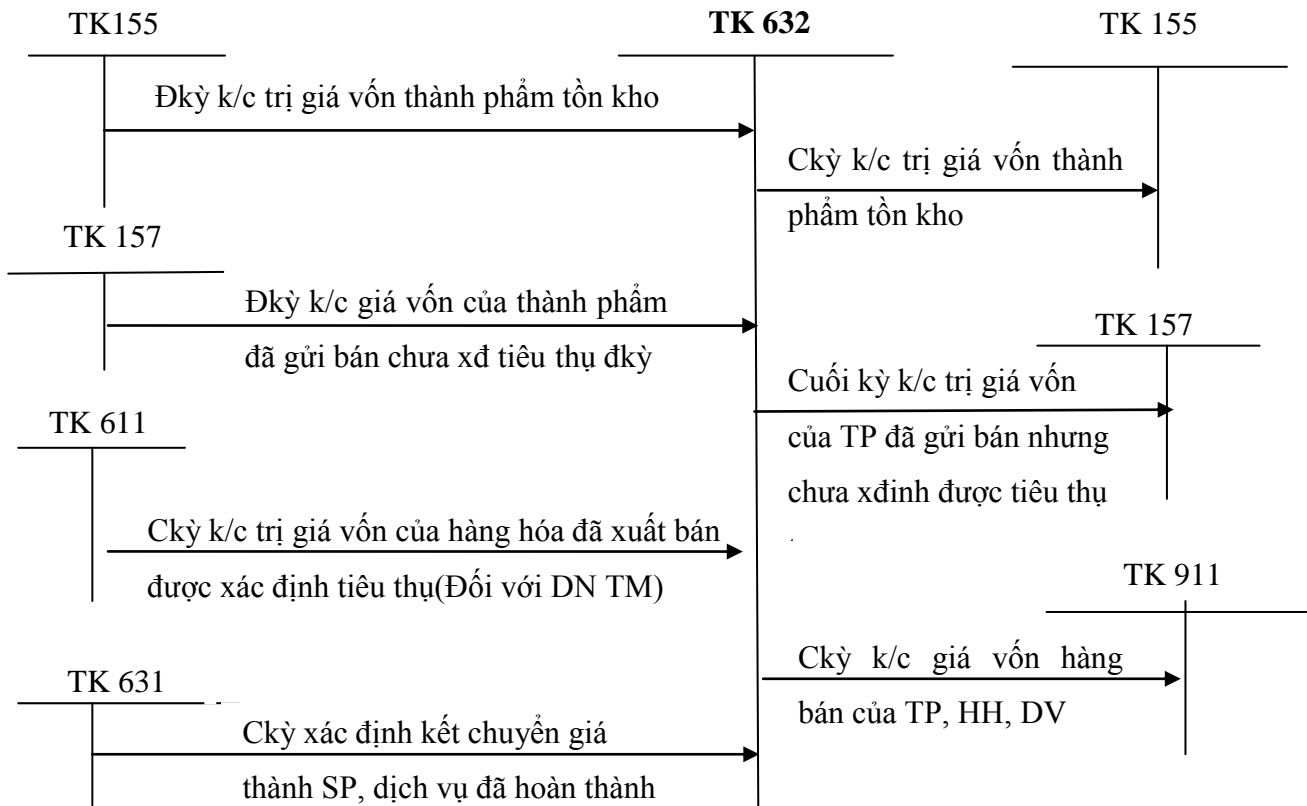 TK155
TK 632
TK 155
Đkỳ k/c trị giá vốn thành phẩm tồn kho
Ckỳ k/c trị giá vốn thành
phẩm tồn kho
TK 157
Đkỳ k/c giá vốn của thành phẩm
đã gửi bán chưa xđ tiêu thụ đkỳ
TK 157
Cuối kỳ k/c trị giá vốn
của TP đã gửi bán nhưng
chưa xđinh được tiêu thụ
TK 611
Ckỳ k/c trị giá vốn của hàng hóa đã xuất bán
được xác định tiêu thụ(Đối với DN TM)
TK 911
Ckỳ k/c giá vốn hàng
bán của TP, HH, DV
TK 631
Ckỳ xác định kết chuyển giá
thành SP, dịch vụ đã hoàn thành